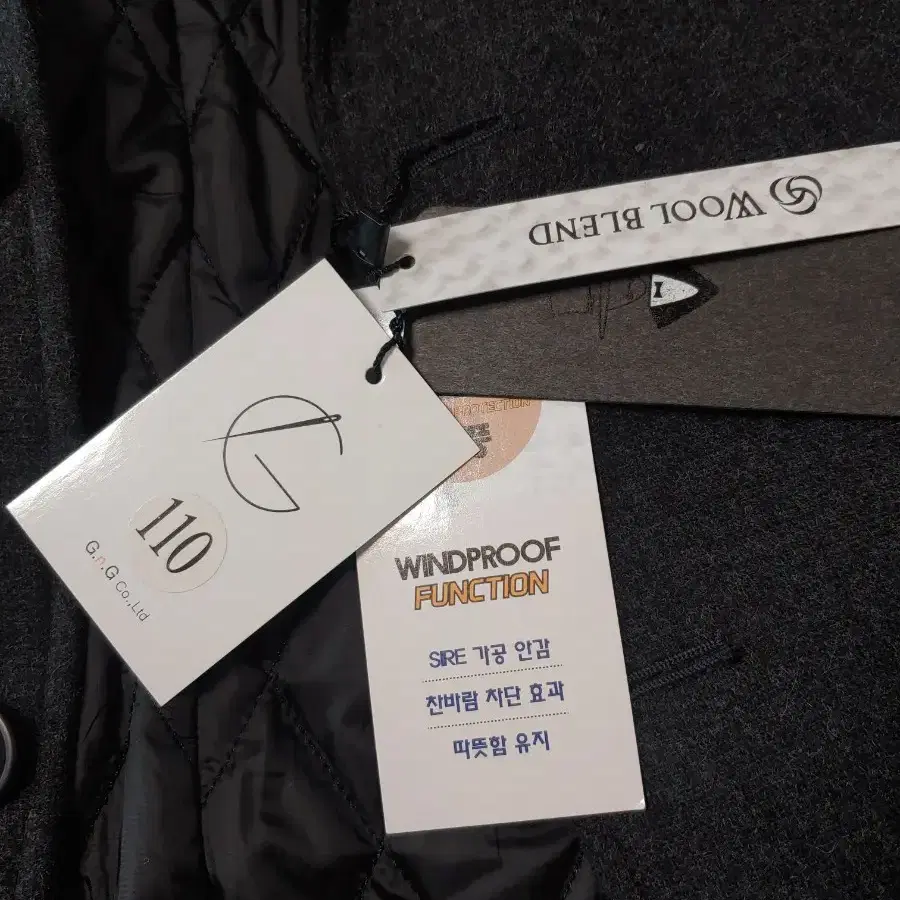 WOOL BLEND
110
G.n.G Co.,Ltd
WINDPROOF
FUNCTION
SIRE 가공 안감
찬바람 차단 효과
따뜻함 유지